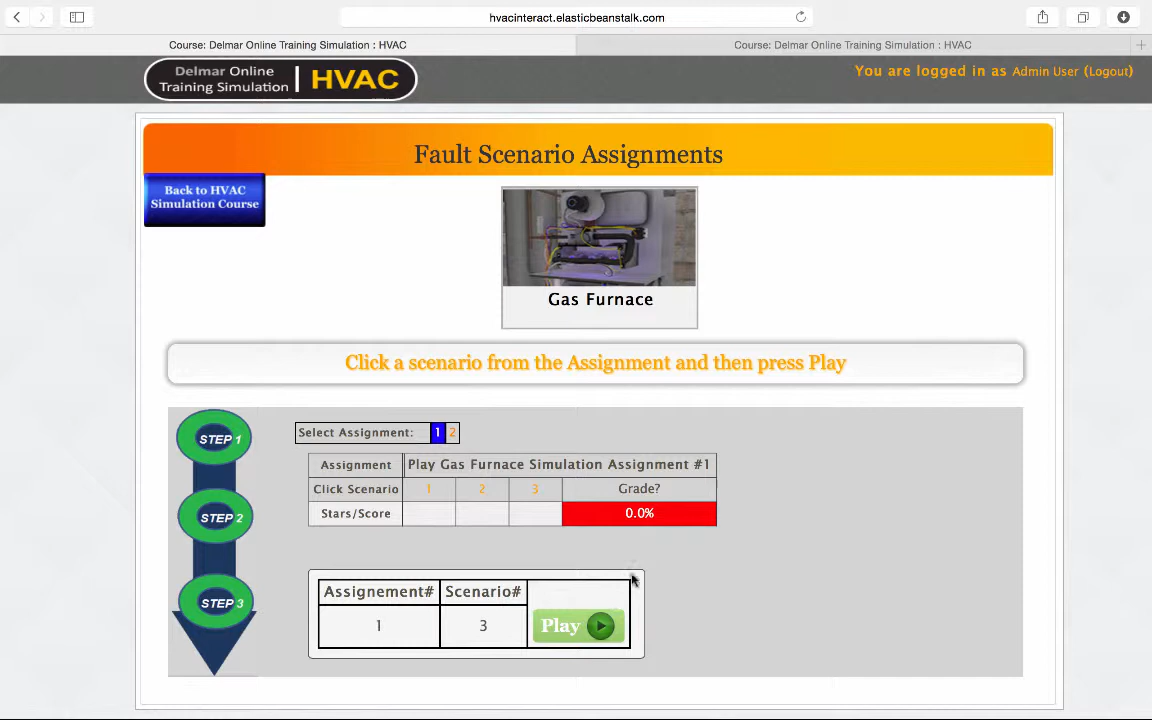 hvacinteract.elasticbeanstalk.com
Course: Delmar Online Training Simulation : HVAC
Course: Delmar Online Training Simulation : HVAC
Delmar Online
Training Simulation
HVAC
You are logged in as Admin User (Logout)
Fault Scenario Assignments
Back to HVAC
Simulation Course
Gas Furnace
Click a scenario from the Assignment and then press Play
STEP 1
STEP 2
STEP 3
Select Assignment: 1 2
Assignment Play Gas Furnace Simulation Assignment #1
Click Scenario 1 2 3 Grade?
Stars/Score 0.0%
Assignement# Scenario#
1 3 Play